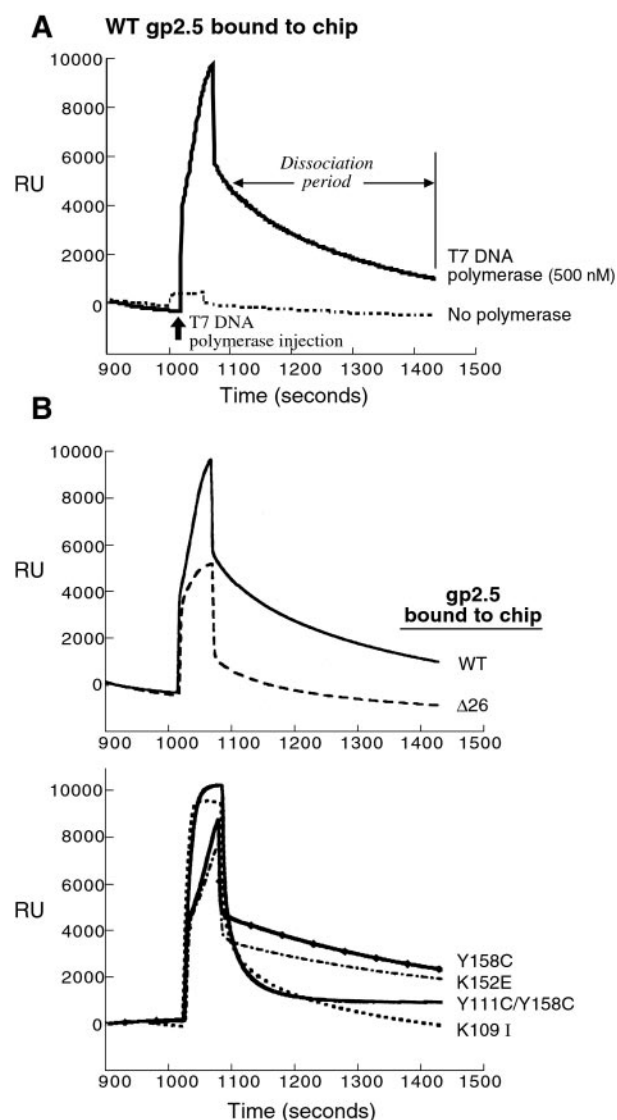 A WT gp2.5 bound to chip
10000
8000
6000
4000
2000
0
RU
Dissociation
period
T7 DNA
polymerase (500 nM)
No polymerase
T7 DNA
polymerase injection
900 1000 1100 1200 1300 1400 1500
Time (seconds)
B
10000
8000
6000
4000
2000
0
RU
gp2.5
bound to chip
WT
Δ26
900 1000 1100 1200 1300 1400 1500
10000
8000
6000
4000
2000
0
RU
Y158C
K152E
Y111C/Y158C
K109 I
900 1000 1100 1200 1300 1400 1500
Time (seconds)